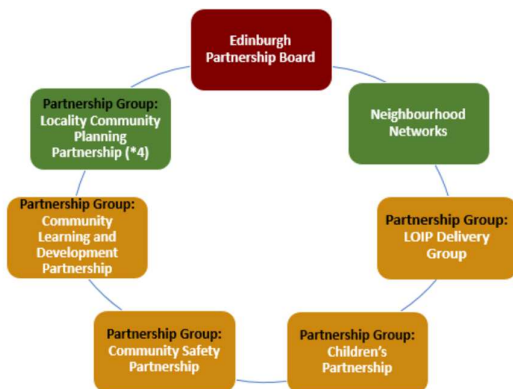 Edinburgh
Partnership Board
Partnership Group:
Locality Community
Planning
Partnership (*4)
Neighbourhood
Networks
Partnership Group:
Community
Learning and
Development
Partnership
Partnership Group:
LOIP Delivery
Group
Partnership Group:
Community Safety
Partnership
Partnership Group:
Children's
Partnership